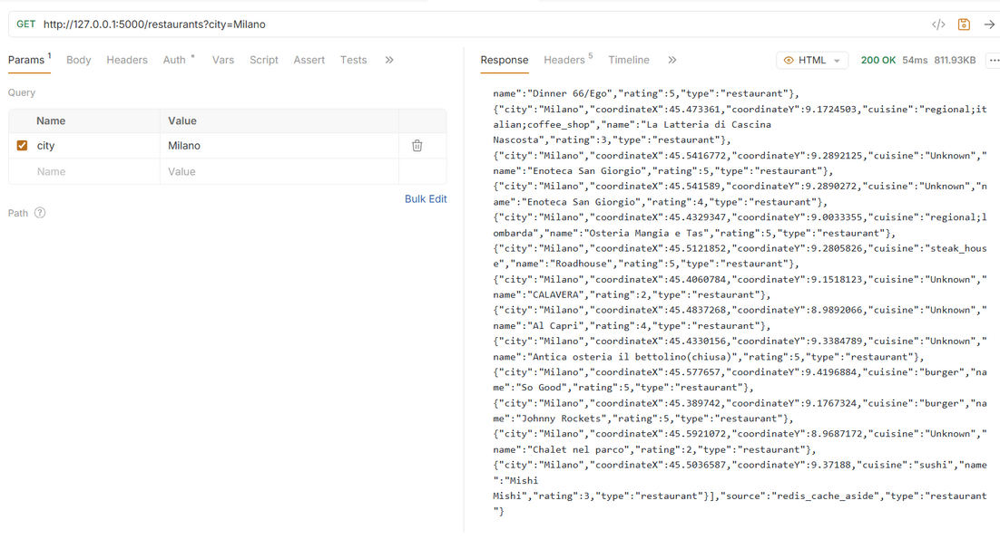 GET http://127.0.0.1:5000/restaurants?city=Milano
</>
Params 1 Body Headers Auth * Vars Script Assert Tests
Query
Name Value
city Milano
Name Value
Bulk Edit
Path ?
Response Headers 5 Timeline HTML 200 OK 54ms 811.93KB ...
name":"Dinner 66/Ego","rating":5,"type":"restaurant"},
{"city":"Milano","coordinateX":45.473361,"coordinateY":9.1724503,"cuisine":"regional;it
alian;coffee_shop","name":"La Latteria di Cascina
Nascosta","rating":3,"type":"restaurant"},
{"city":"Milano","coordinateX":45.5416772,"coordinateY":9.2892125,"cuisine":"Unknown","
name":"Enoteca San Giorgio","rating":5,"type":"restaurant"},
{"city":"Milano","coordinateX":45.541589,"coordinateY":9.2890272,"cuisine":"Unknown","n
ame":"Enoteca San Giorgio","rating":4,"type":"restaurant"},
{"city":"Milano","coordinateX":45.4329347,"coordinateY":9.0033355,"cuisine":"regional;l
ombarda","name":"Osteria Mangia e Tas","rating":5,"type":"restaurant"},
{"city":"Milano","coordinateX":45.5121852,"coordinateY":9.2805826,"cuisine":"steak_hous
e","name":"Roadhouse","rating":5,"type":"restaurant"},
{"city":"Milano","coordinateX":45.4060784,"coordinateY":9.1518123,"cuisine":"Unknown","
name":"CALAVERA","rating":2,"type":"restaurant"},
{"city":"Milano","coordinateX":45.4837268,"coordinateY":8.9892066,"cuisine":"Unknown","
name":"Al Capri","rating":4,"type":"restaurant"},
{"city":"Milano","coordinateX":45.4330156,"coordinateY":9.3384789,"cuisine":"Unknown","
name":"Antica osteria il bettolino(chiusa)","rating":5,"type":"restaurant"},
{"city":"Milano","coordinateX":45.577657,"coordinateY":9.4196884,"cuisine":"burger","na
me":"So Good","rating":5,"type":"restaurant"},
{"city":"Milano","coordinateX":45.389742,"coordinateY":9.1767324,"cuisine":"burger","na
me":"Johnny Rockets","rating":5,"type":"restaurant"},
{"city":"Milano","coordinateX":45.5921072,"coordinateY":8.9687172,"cuisine":"Unknown","
name":"Chalet nel parco","rating":2,"type":"restaurant"},
{"city":"Milano","coordinateX":45.5036587,"coordinateY":9.37188,"cuisine":"sushi","name
":"Mishi
Mishi","rating":3,"type":"restaurant"}],"source":"redis_cache_aside","type":"restaurant
"}